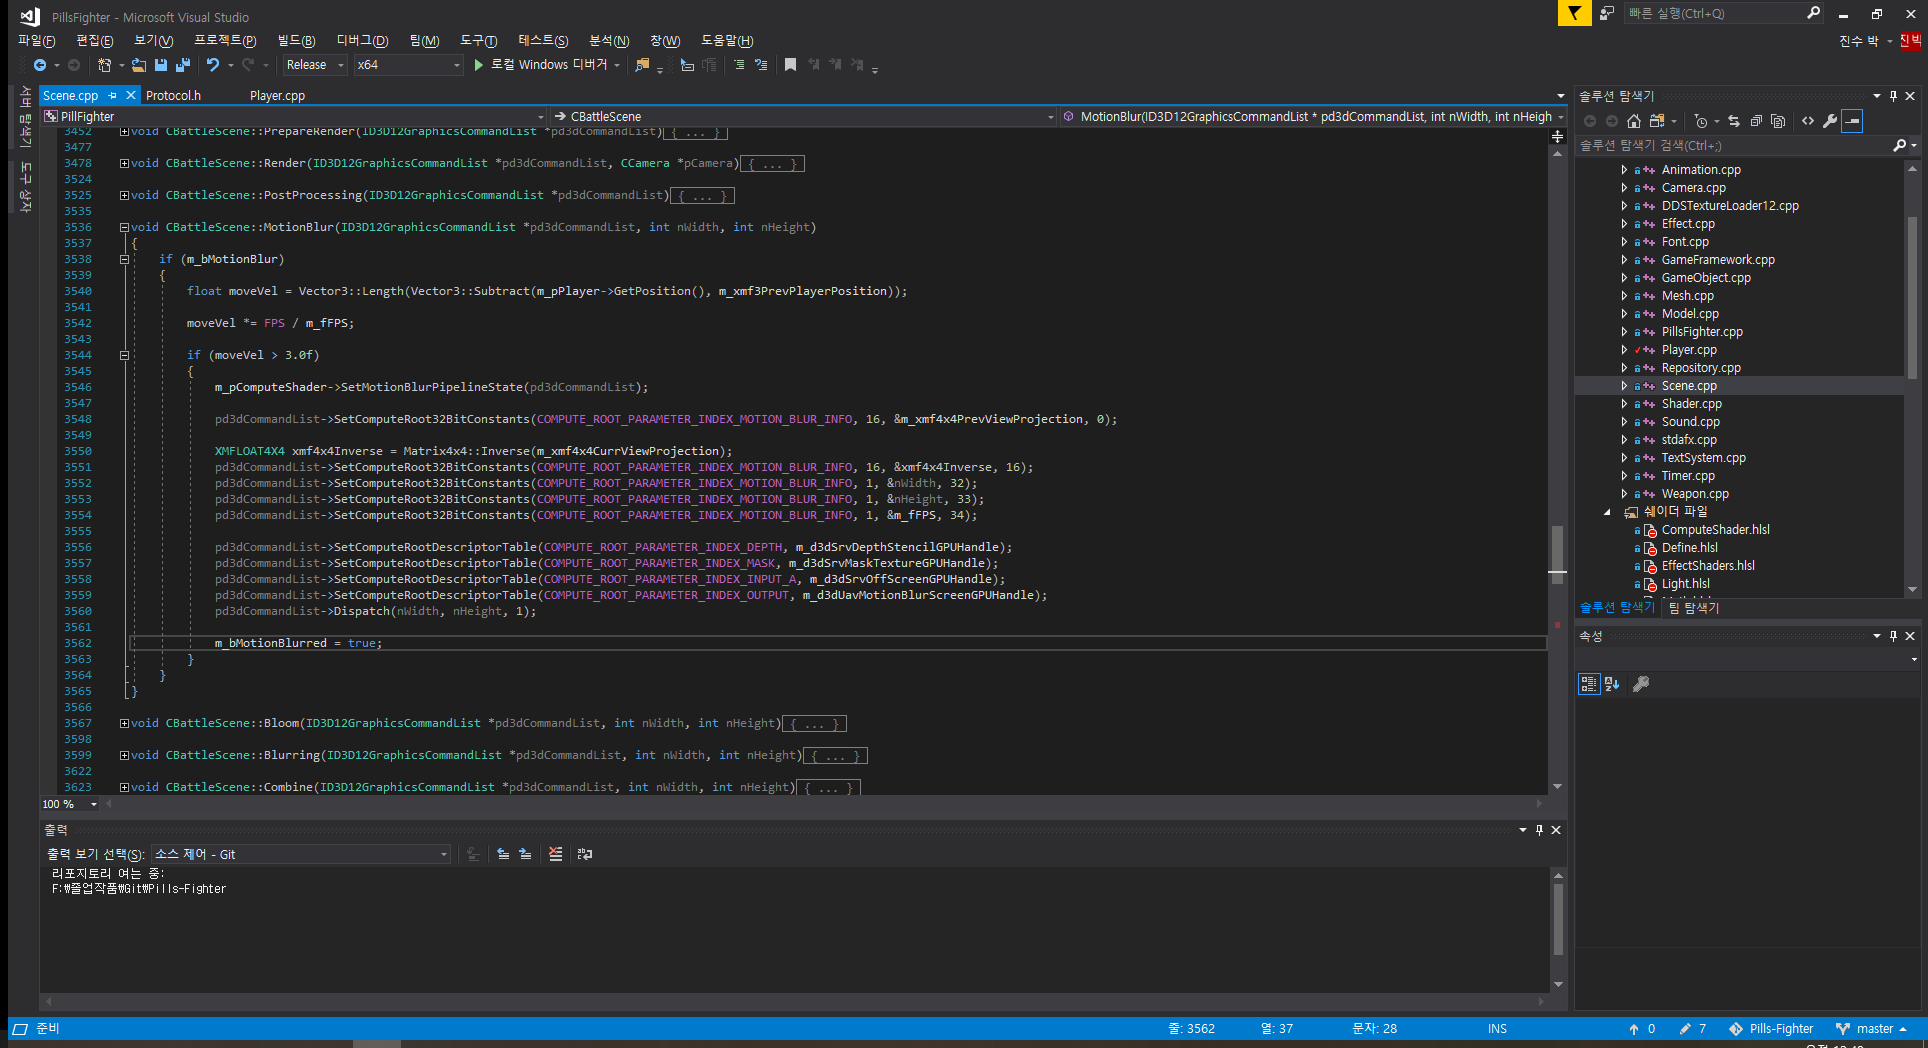 PillsFighter - Microsoft Visual Studio
빠른 실행(Ctrl+Q)
파일(F) 편집(E) 보기(V) 프로젝트(P) 빌드(B) 디버그(D) 팀(M) 도구(T) 테스트(S) 분석(N) 창(W) 도움말(H)
진수 박 진박
Release x64 로컬 Windows 디버거
서버 탐색기
도구 상자
Scene.cpp Protocol.h Player.cpp
PillFighter CBattleScene MotionBlur(ID3D12GraphicsCommandList * pd3dCommandList, int nWidth, int nHeigh
3452 void CBattleScene::PrepareRender(ID3D12GraphicsCommandList *pd3dCommandList){ ... }
3477
3478 void CBattleScene::Render(ID3D12GraphicsCommandList *pd3dCommandList, CCamera *pCamera){ ... }
3524
3525 void CBattleScene::PostProcessing(ID3D12GraphicsCommandList *pd3dCommandList){ ... }
3535
3536 void CBattleScene::MotionBlur(ID3D12GraphicsCommandList *pd3dCommandList, int nWidth, int nHeight)
3537 {
3538 if (m_bMotionBlur)
3539 {
3540 float moveVel = Vector3::Length(Vector3::Subtract(m_pPlayer->GetPosition(), m_xmf3PrevPlayerPosition));
3541
3542 moveVel *= FPS / m_fFPS;
3543
3544 if (moveVel > 3.0f)
3545 {
3546 m_pComputeShader->SetMotionBlurPipelineState(pd3dCommandList);
3547
3548 pd3dCommandList->SetComputeRoot32BitConstants(COMPUTE_ROOT_PARAMETER_INDEX_MOTION_BLUR_INFO, 16, &m_xmf4x4PrevViewProjection, 0);
3549
3550 XMFLOAT4X4 xmf4x4Inverse = Matrix4x4::Inverse(m_xmf4x4CurrViewProjection);
3551 pd3dCommandList->SetComputeRoot32BitConstants(COMPUTE_ROOT_PARAMETER_INDEX_MOTION_BLUR_INFO, 16, &xmf4x4Inverse, 16);
3552 pd3dCommandList->SetComputeRoot32BitConstants(COMPUTE_ROOT_PARAMETER_INDEX_MOTION_BLUR_INFO, 1, &nWidth, 32);
3553 pd3dCommandList->SetComputeRoot32BitConstants(COMPUTE_ROOT_PARAMETER_INDEX_MOTION_BLUR_INFO, 1, &nHeight, 33);
3554 pd3dCommandList->SetComputeRoot32BitConstants(COMPUTE_ROOT_PARAMETER_INDEX_MOTION_BLUR_INFO, 1, &m_fFPS, 34);
3555
3556 pd3dCommandList->SetComputeRootDescriptorTable(COMPUTE_ROOT_PARAMETER_INDEX_DEPTH, m_d3dSrvDepthStencilGPUHandle);
3557 pd3dCommandList->SetComputeRootDescriptorTable(COMPUTE_ROOT_PARAMETER_INDEX_MASK, m_d3dSrvMaskTextureGPUHandle);
3558 pd3dCommandList->SetComputeRootDescriptorTable(COMPUTE_ROOT_PARAMETER_INDEX_INPUT_A, m_d3dSrvOffScreenGPUHandle);
3559 pd3dCommandList->SetComputeRootDescriptorTable(COMPUTE_ROOT_PARAMETER_INDEX_OUTPUT, m_d3dUavMotionBlurScreenGPUHandle);
3560 pd3dCommandList->Dispatch(nWidth, nHeight, 1);
3561
3562 m_bMotionBlurred = true;
3563 }
3564 }
3565 }
3566
3567 void CBattleScene::Bloom(ID3D12GraphicsCommandList *pd3dCommandList, int nWidth, int nHeight){ ... }
3598
3599 void CBattleScene::Blurring(ID3D12GraphicsCommandList *pd3dCommandList, int nWidth, int nHeight){ ... }
3622
3623 void CBattleScene::Combine(ID3D12GraphicsCommandList *pd3dCommandList, int nWidth, int nHeight){ ... }
100 %
출력
출력 보기 선택(S): 소스 제어 - Git
리포지토리 여는 중:
F:₩졸업작품₩Git₩Pills-Fighter
솔루션 탐색기
솔루션 탐색기 검색(Ctrl+;)
Animation.cpp
Camera.cpp
DDSTextureLoader12.cpp
Effect.cpp
Font.cpp
GameFramework.cpp
GameObject.cpp
Mesh.cpp
Model.cpp
PillsFighter.cpp
Player.cpp
Repository.cpp
Scene.cpp
Shader.cpp
Sound.cpp
stdafx.cpp
TextSystem.cpp
Timer.cpp
Weapon.cpp
쉐이더 파일
ComputeShader.hlsl
Define.hlsl
EffectShaders.hlsl
Light.hlsl
솔루션 탐색기 팀 탐색기
속성
준비 줄: 3562 열: 37 문자: 28 INS 0 7 Pills-Fighter master